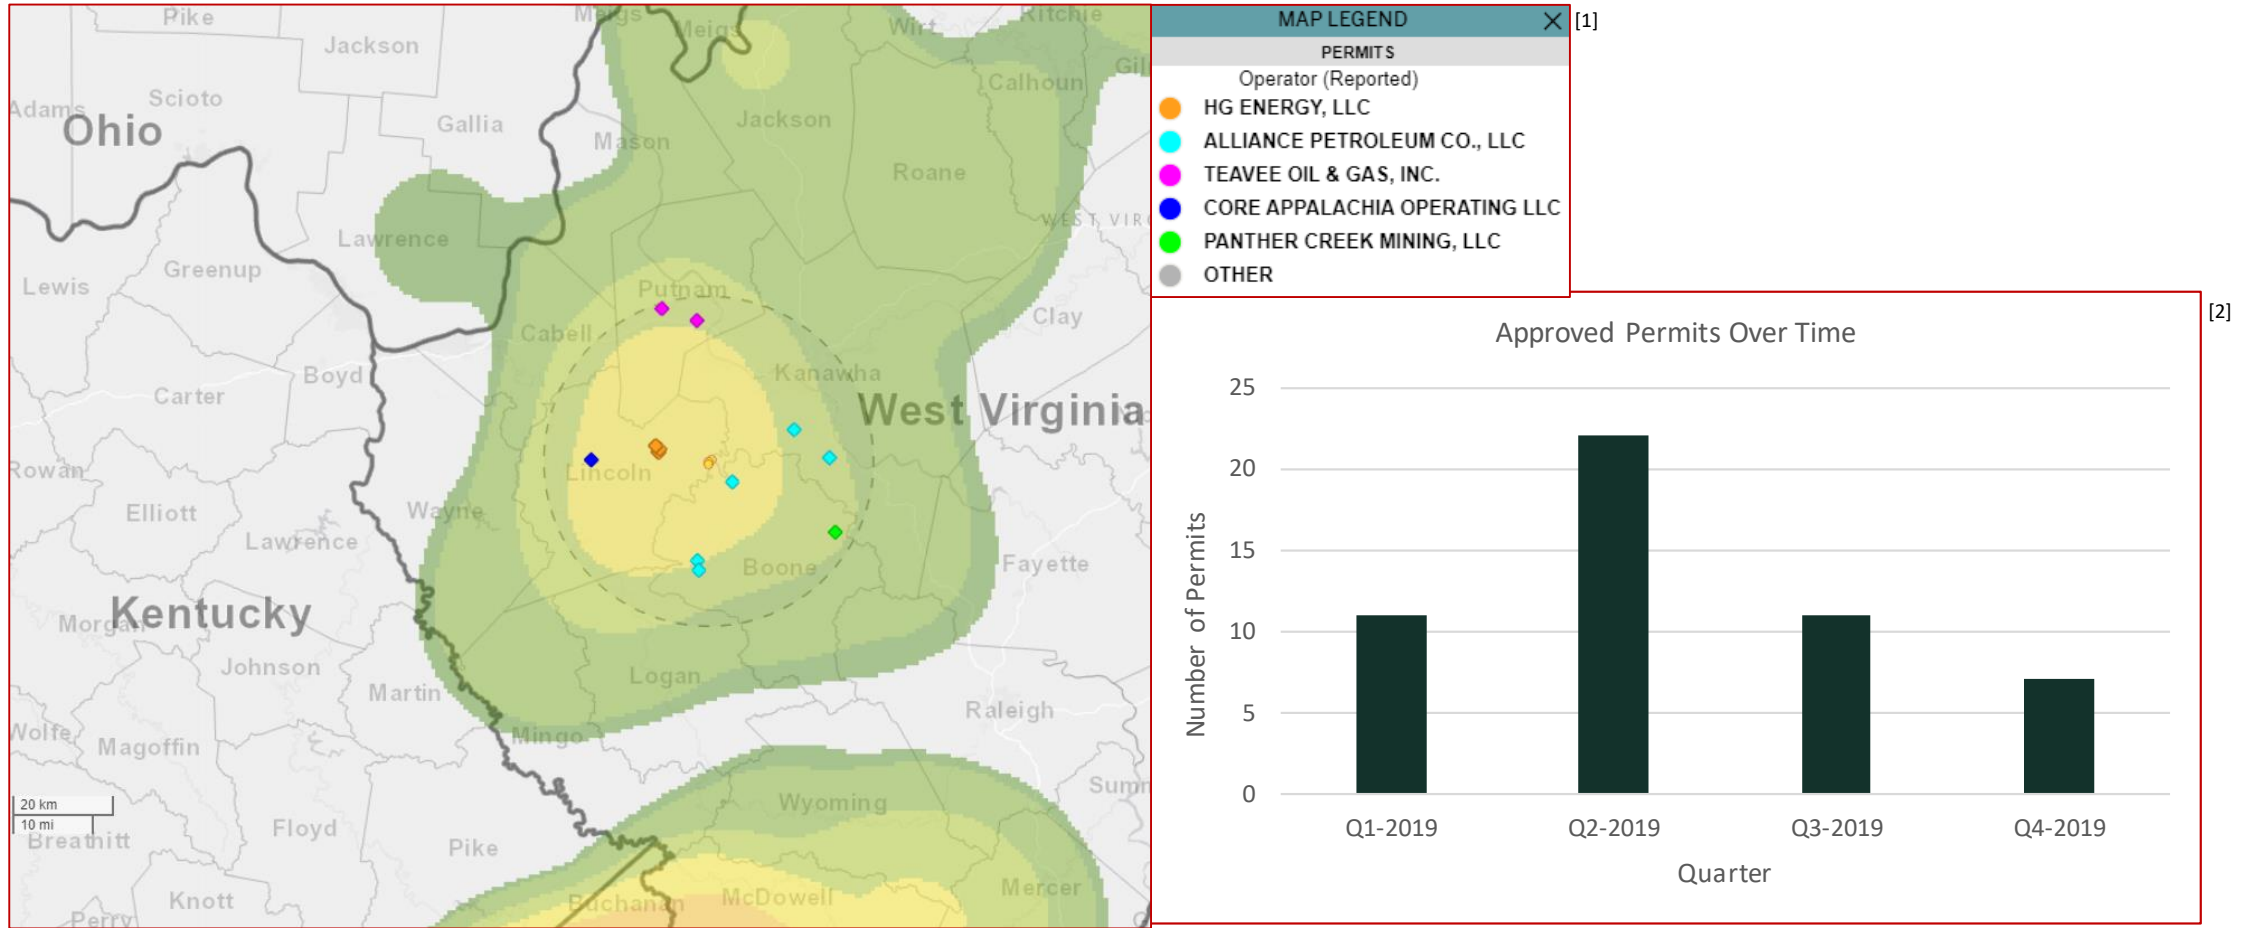 Pike
Meigs
Meigs
Wirt
Ritchie
Jackson
Calhoun
Gil
Adams
Scioto
Gallia
Mason
Jackson
Ohio
Roane
WEST VIR
Lawrence
Lewis
Greenup
Putnam
Clay
Cabell
Boyd
Kanawha
Carter
West Virginia
Rowan
Lincoln
Elliott
Wayne
Lawrence
Boone
Fayette
Kentucky
Morgan
Johnson
Logan
Martin
Raleigh
Wolfe
Magoffin
Mingo
Summ
20 km
10 mi
Wyoming
Breathitt
Floyd
Pike
Mercer
Knott
Buchanan
McDowell
Perry
MAP LEGEND
[1]
PERMITS
Operator (Reported)
HG ENERGY, LLC
ALLIANCE PETROLEUM CO., LLC
TEAVEE OIL & GAS, INC.
CORE APPALACHIA OPERATING LLC
PANTHER CREEK MINING, LLC
OTHER
[2]
Approved Permits Over Time
25
20
15
10
5
0
Number of Permits
Q1-2019 Q2-2019 Q3-2019 Q4-2019
Quarter